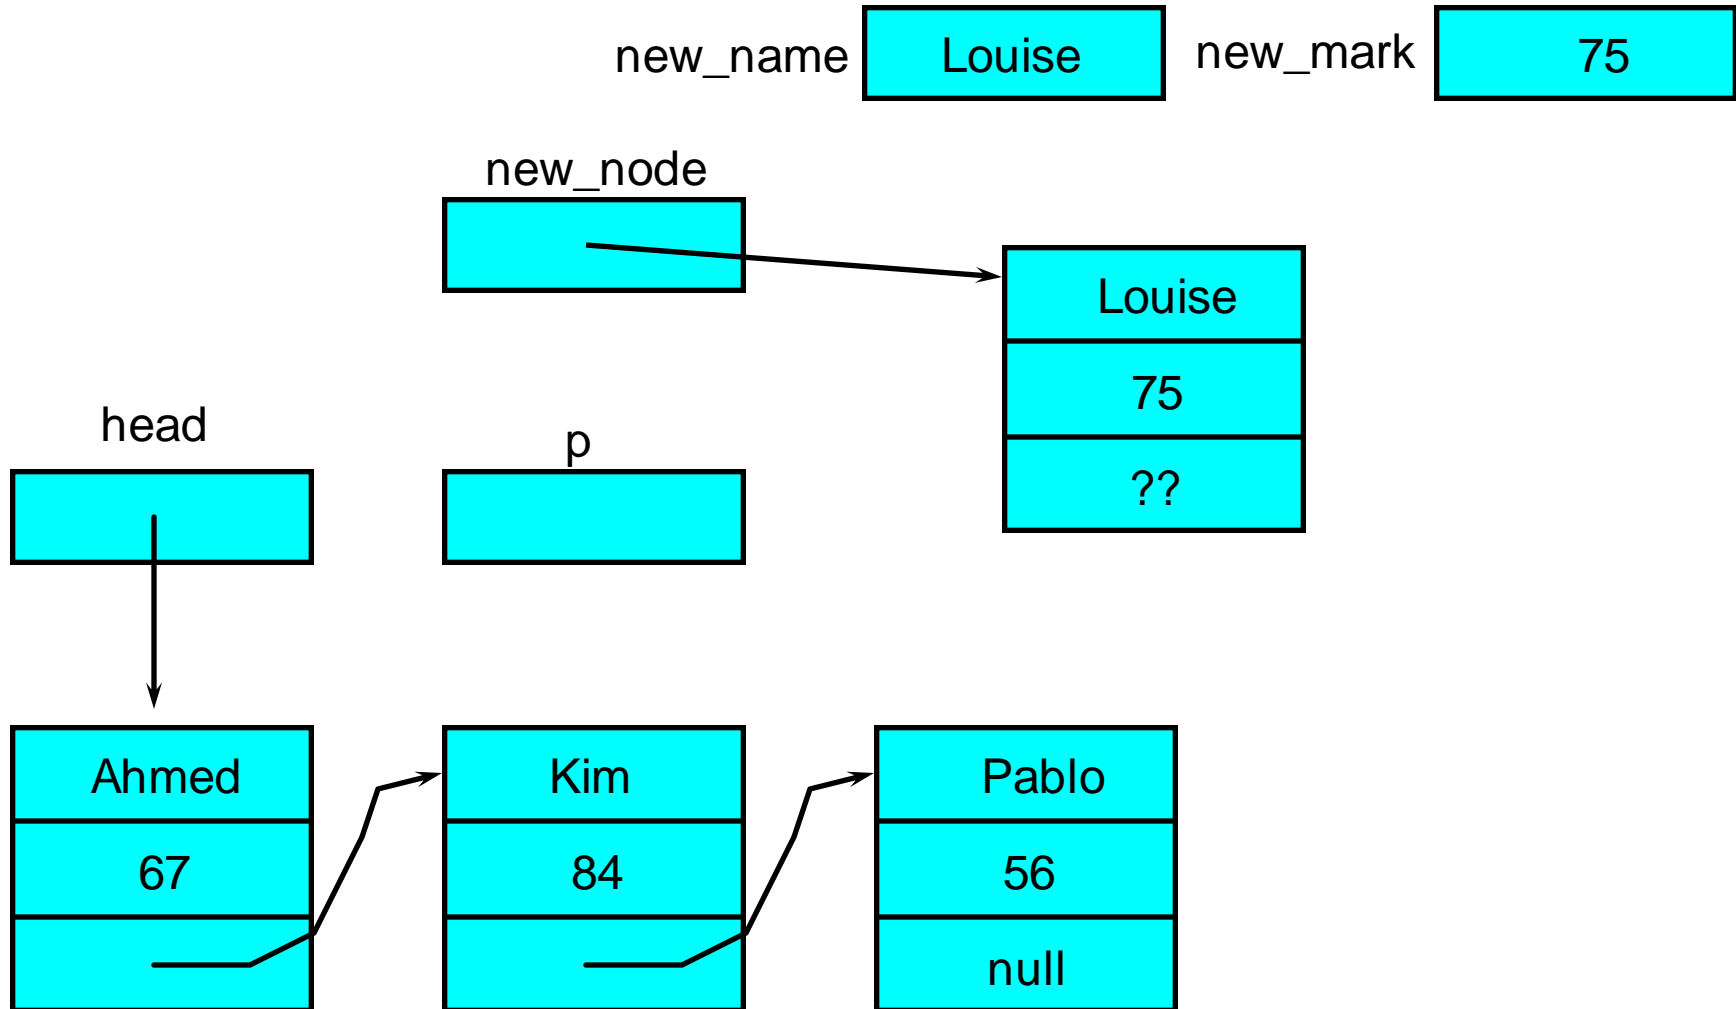 new_name Louise new_mark 75
new_node
Louise
75
??
head p
Ahmed Kim Pablo
67 84 56
null